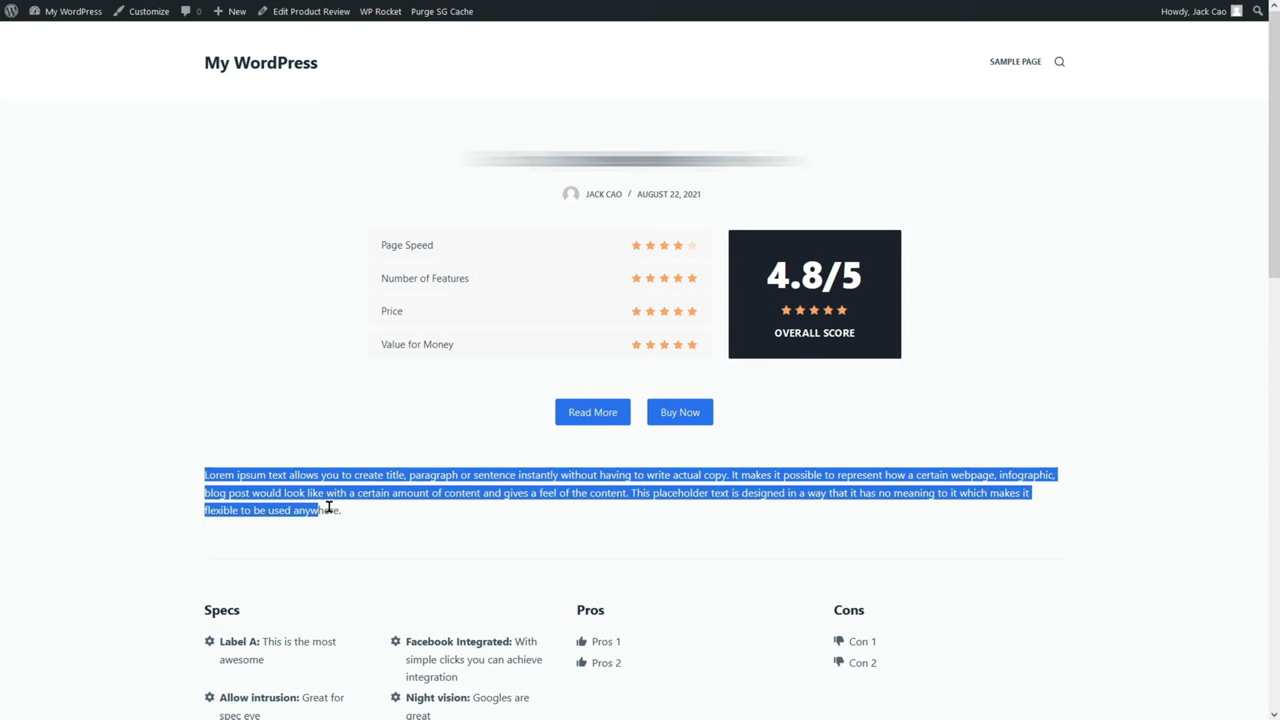 My WordPress Customize 0 New Edit Product Review WP Rocket Purge SG Cache Howdy, Jack Cao
My WordPress SAMPLE PAGE
JACK CAO / AUGUST 22, 2021
Page Speed
Number of Features
Price
Value for Money
4.8/5
OVERALL SCORE
Read More Buy Now
Lorem ipsum text allows you to create title, paragraph or sentence instantly without having to write actual copy. It makes it possible to represent how a certain webpage, infographic,
blog post would look like with a certain amount of content and gives a feel of the content. This placeholder text is designed in a way that it has no meaning to it which makes it
flexible to be used anywhere.
Specs
Label A: This is the most
awesome
Allow intrusion: Great for
spec eye
Facebook Integrated: With
simple clicks you can achieve
integration
Night vision: Googles are
great
Pros
Pros 1
Pros 2
Cons
Con 1
Con 2